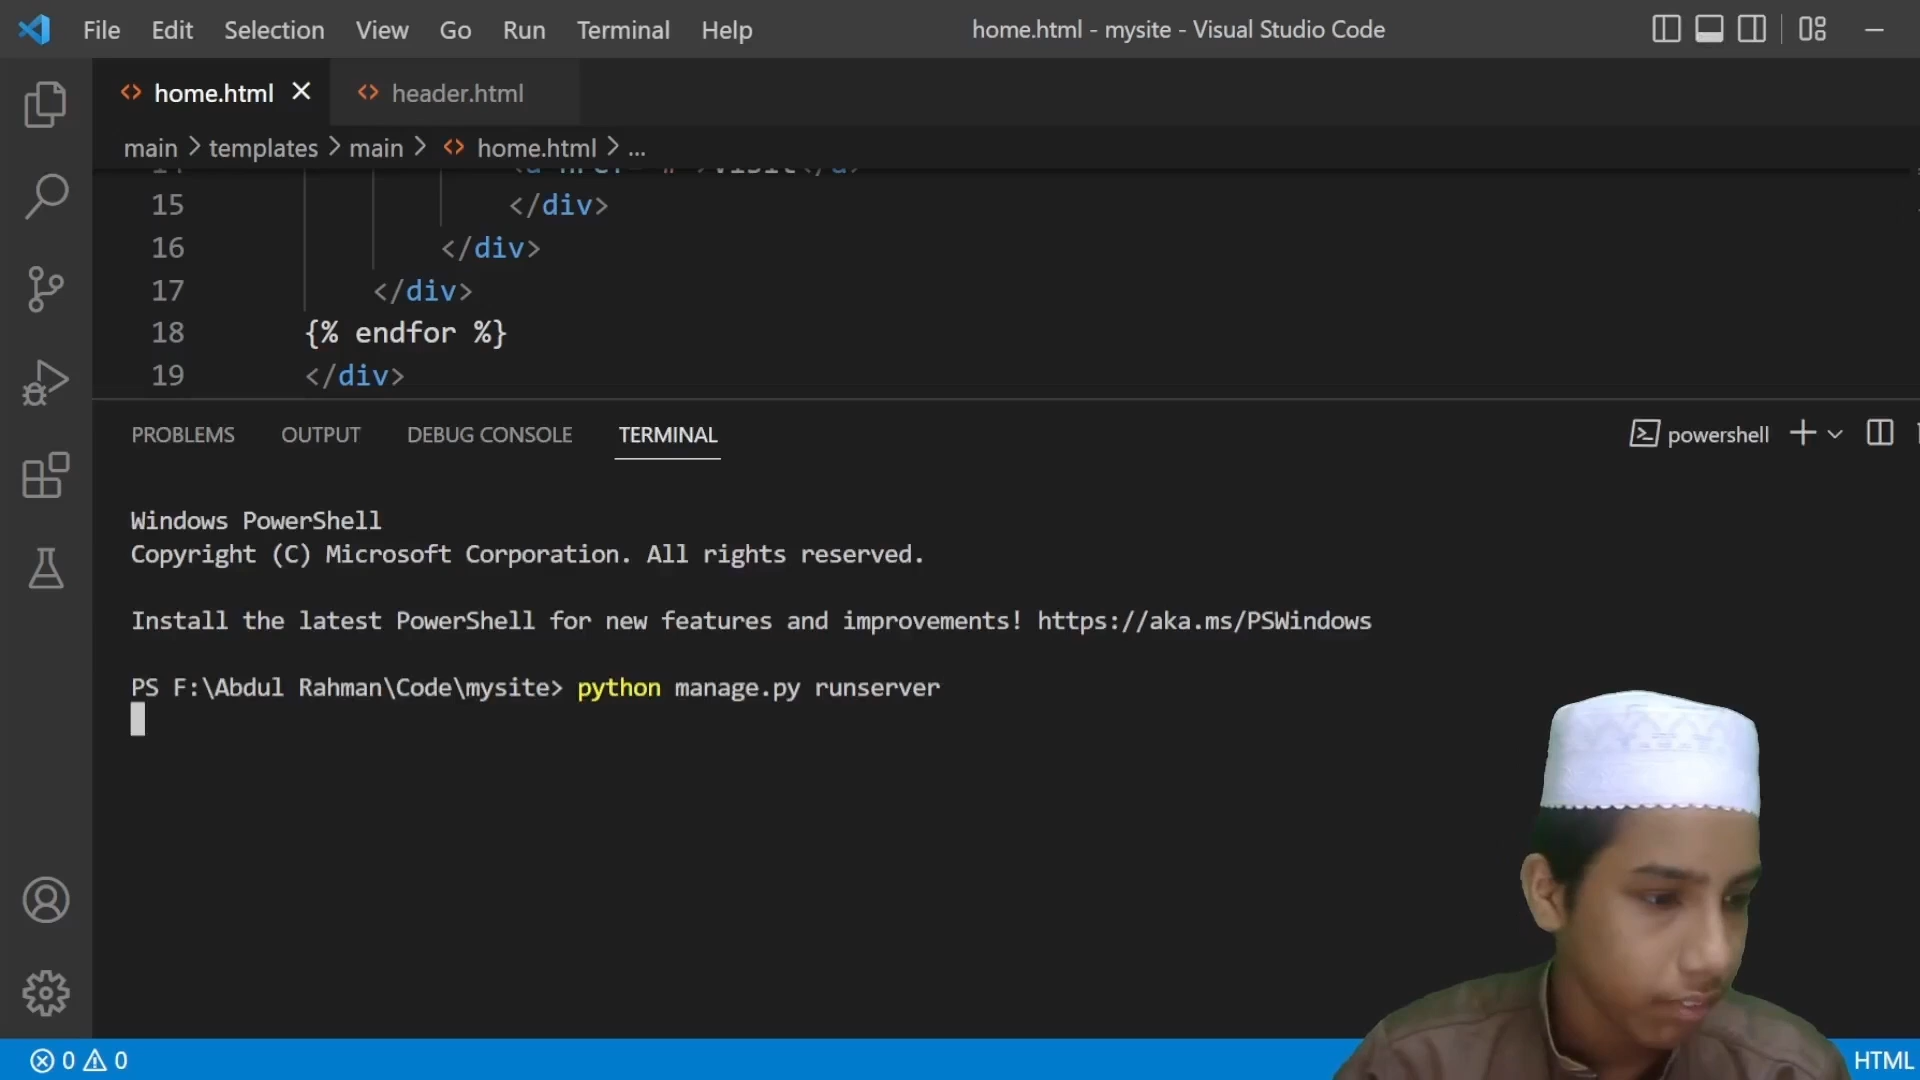 File Edit Selection View Go Run Terminal Help home.html - mysite - Visual Studio Code
home.html header.html
main > templates > main > home.html > ...
15 </div>
16 </div>
17 </div>
18 {% endfor %}
19 </div>
PROBLEMS OUTPUT DEBUG CONSOLE TERMINAL powershell
Windows PowerShell
Copyright (C) Microsoft Corporation. All rights reserved.
Install the latest PowerShell for new features and improvements! https://aka.ms/PSWindows
PS F:\Abdul Rahman\Code\mysite> python manage.py runserver
0 0 HTML